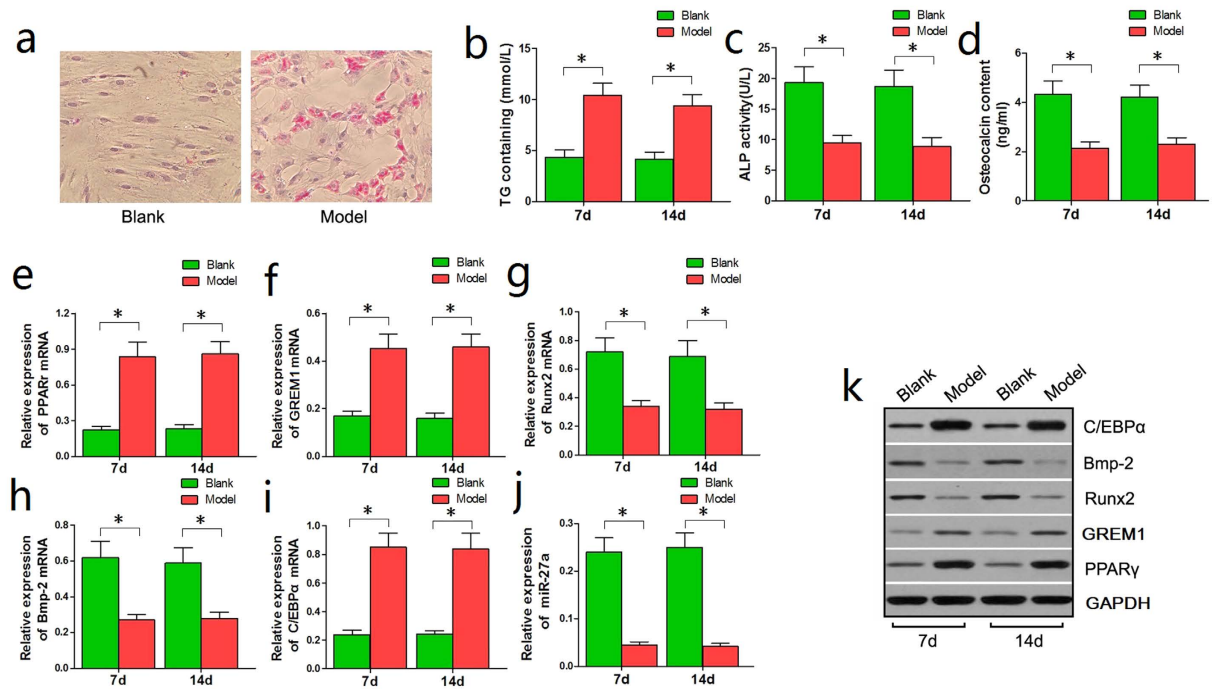 a
Blank
Model
b
Blank
Model
TG containing (mmol/L)
15
10
5
0
*
*
7d
14d
c
Blank
Model
ALP activity(U/L)
25
20
15
10
5
0
*
*
7d
14d
d
Blank
Model
Osteocalcin content
(ng/ml)
6
4
2
0
*
*
7d
14d
e
Blank
Model
Relative expression
of PPARr mRNA
1.2
0.9
0.6
0.3
0.0
*
*
7d
14d
f
Blank
Model
Relative expression
of GREM1 mRNA
0.6
0.4
0.2
0.0
*
*
7d
14d
g
Blank
Model
Relative expression
of Runx2 mRNA
1.0
0.8
0.6
0.4
0.2
0.0
*
*
7d
14d
h
Blank
Model
Relative expression
of Bmp-2 mRNA
0.8
0.6
0.4
0.2
0.0
*
*
7d
14d
i
Blank
Model
Relative expression
of C/EBPα mRNA
1.0
0.8
0.6
0.4
0.2
0.0
*
*
7d
14d
j
Blank
Model
Relative expression
of miR-27a
0.3
0.2
0.1
0.0
*
*
7d
14d
k
Blank
Model
Blank
Model
C/EBPα
Bmp-2
Runx2
GREM1
PPARγ
GAPDH
7d
14d